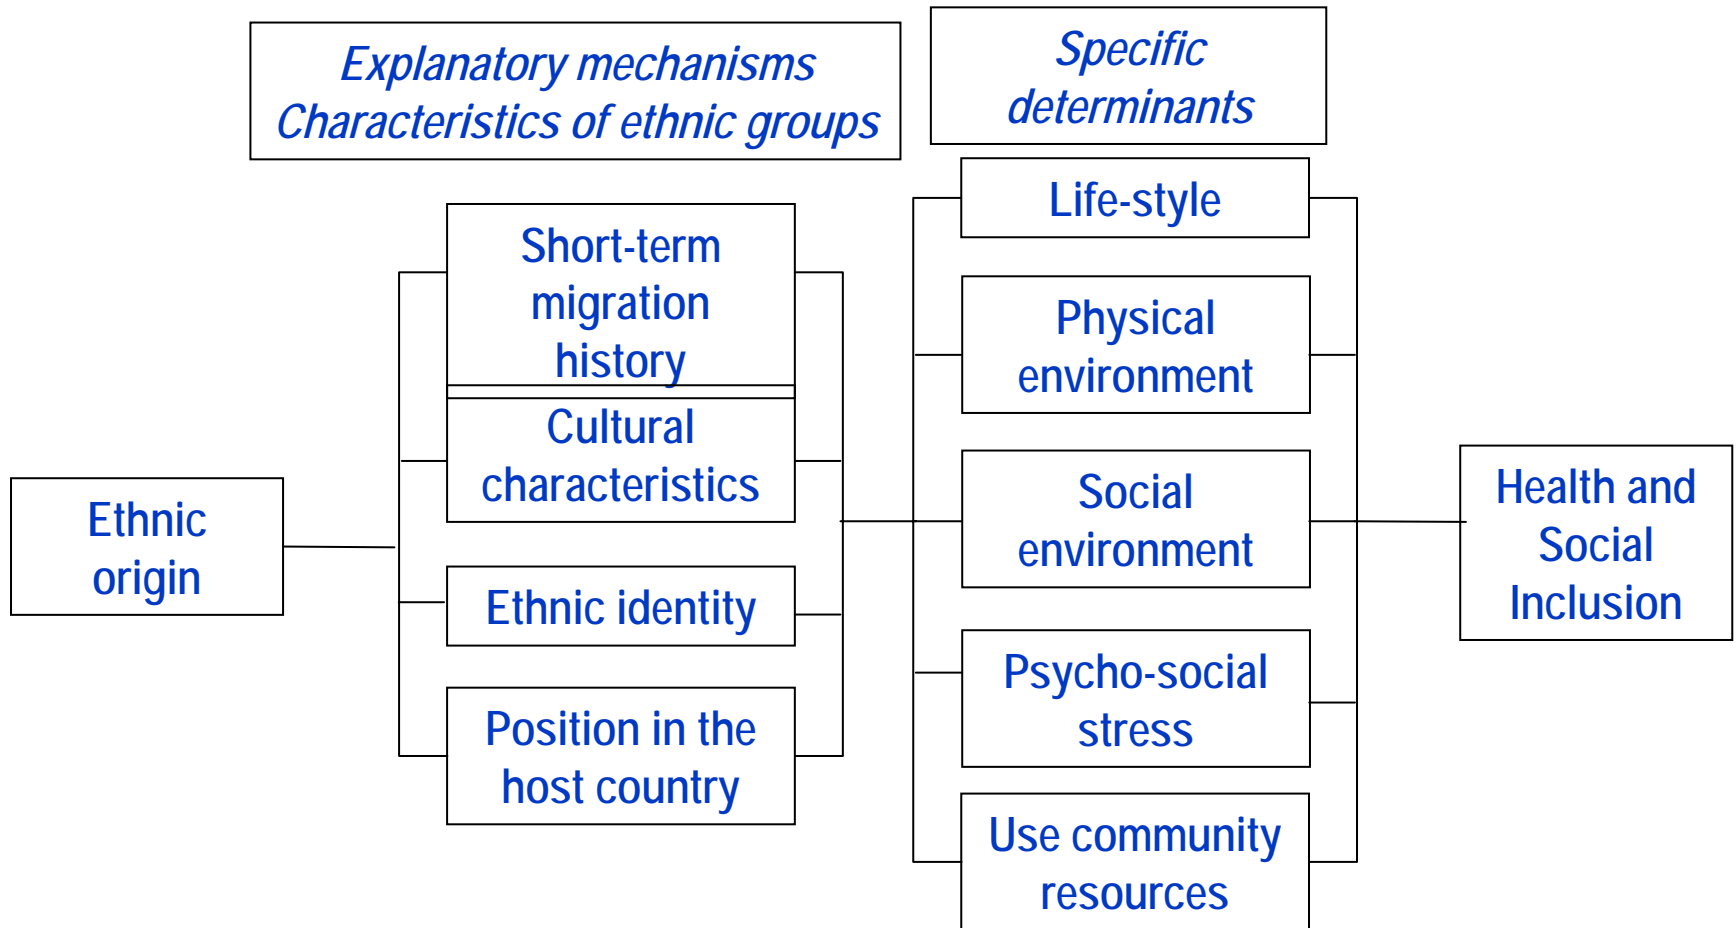 Explanatory mechanisms
Characteristics of ethnic groups
Specific
determinants
Ethnic
origin
Short-term
migration
history
Cultural
characteristics
Ethnic identity
Position in the
host country
Life-style
Physical
environment
Social
environment
Psycho-social
stress
Use community
resources
Health and
Social
Inclusion